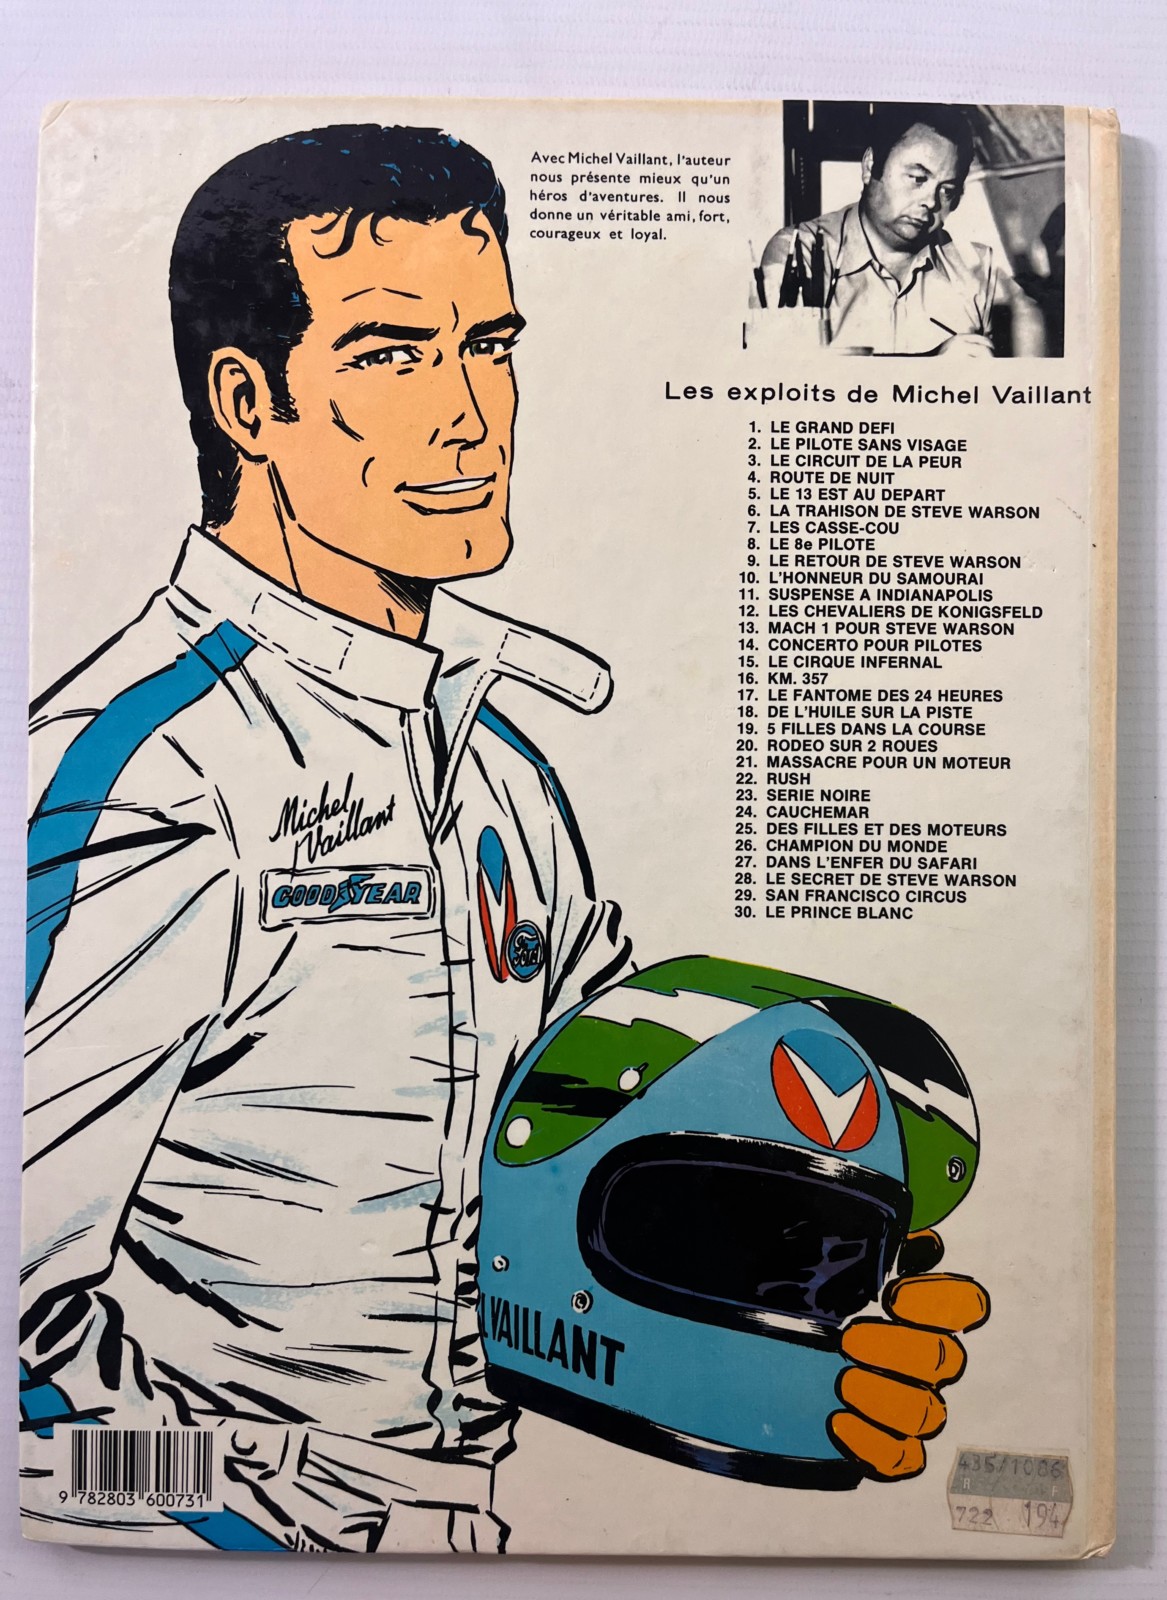 Avec Michel Vaillant, l'auteur
nous présente mieux qu'un
héros d'aventures. Il nous
donne un véritable ami, fort,
courageux et loyal.
Les exploits de Michel Vaillant
1. LE GRAND DEFI
2. LE PILOTE SANS VISAGE
3. LE CIRCUIT DE LA PEUR
4. ROUTE DE NUIT
5. LE 13 EST AU DEPART
6. LA TRAHISON DE STEVE WARSON
7. LES CASSE-COU
8. LE 8e PILOTE
9. LE RETOUR DE STEVE WARSON
10. L'HONNEUR DU SAMOURAI
11. SUSPENSE A INDIANAPOLIS
12. LES CHEVALIERS DE KONIGSFELD
13. MACH 1 POUR STEVE WARSON
14. CONCERTO POUR PILOTES
15. LE CIRQUE INFERNAL
16. KM. 357
17. LE FANTOME DES 24 HEURES
18. DE L'HUILE SUR LA PISTE
19. 5 FILLES DANS LA COURSE
20. RODEO SUR 2 ROUES
21. MASSACRE POUR UN MOTEUR
22. RUSH
23. SERIE NOIRE
24. CAUCHEMAR
25. DES FILLES ET DES MOTEURS
26. CHAMPION DU MONDE
27. DANS L'ENFER DU SAFARI
28. LE SECRET DE STEVE WARSON
29. SAN FRANCISCO CIRCUS
30. LE PRINCE BLANC
Michel
Vaillant
GOODYEAR
L VAILLANT
9 782803 600731
435/1086
722 194